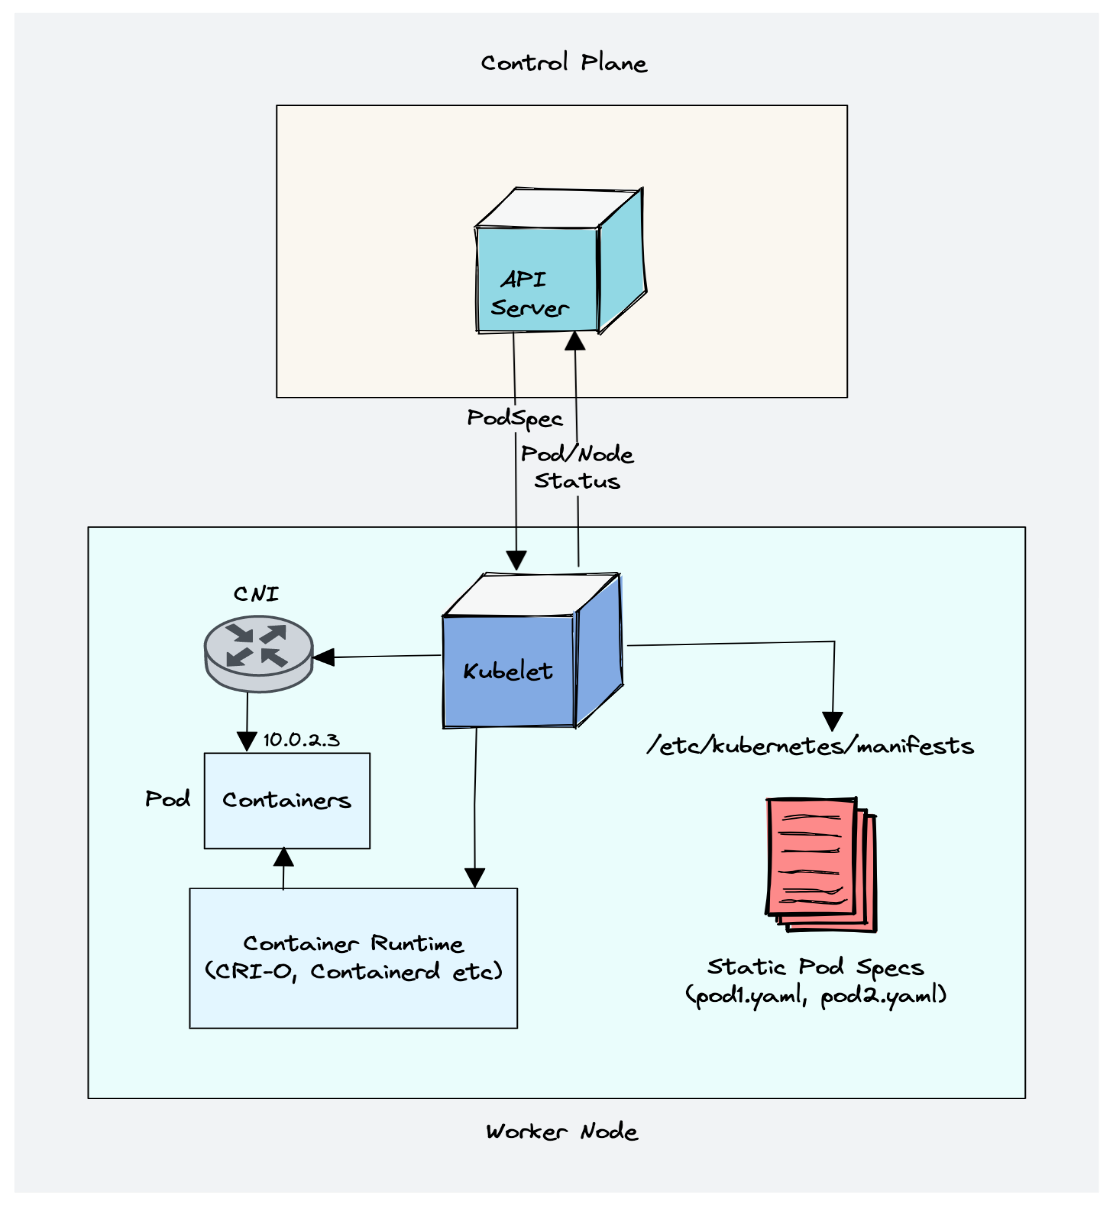 Control Plane
API
Server
PodSpec
Pod/Node
Status
CNI
Kubelet
10.0.2.3
/etc/kubernetes/manifests
Pod
Containers
Container Runtime
(CRI-O, Containerd etc)
Static Pod Specs
(pod1.yaml, pod2.yaml)
Worker Node